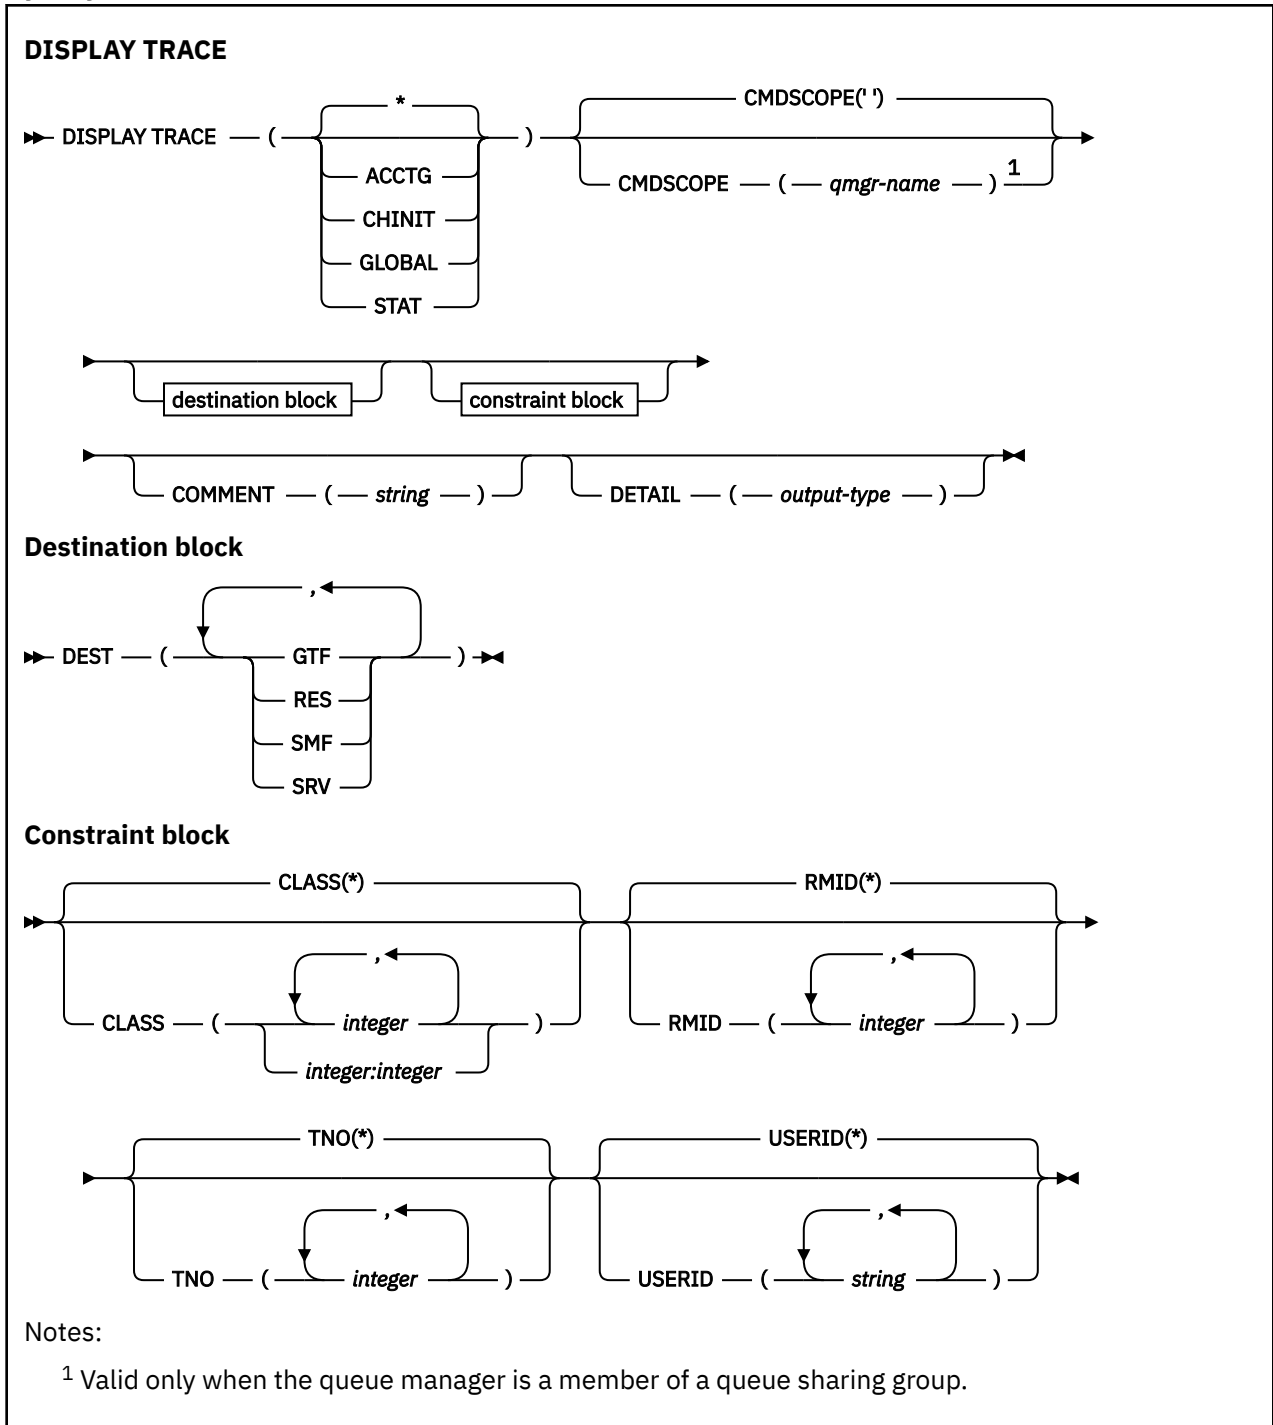 DISPLAY TRACE
*
CMDSCOPE(' ')
DISPLAY TRACE ( )
ACCTG
CMDSCOPE ( qmgr-name ) 1
CHINIT
GLOBAL
STAT
destination block constraint block
COMMENT ( string ) DETAIL ( output-type )
Destination block
,
DEST ( GTF )
RES
SMF
SRV
Constraint block
CLASS(*) RMID(*)
, ,
CLASS ( integer ) RMID ( integer )
integer:integer
TNO(*) USERID(*)
, ,
TNO ( integer ) USERID ( string )
Notes:
1 Valid only when the queue manager is a member of a queue sharing group.